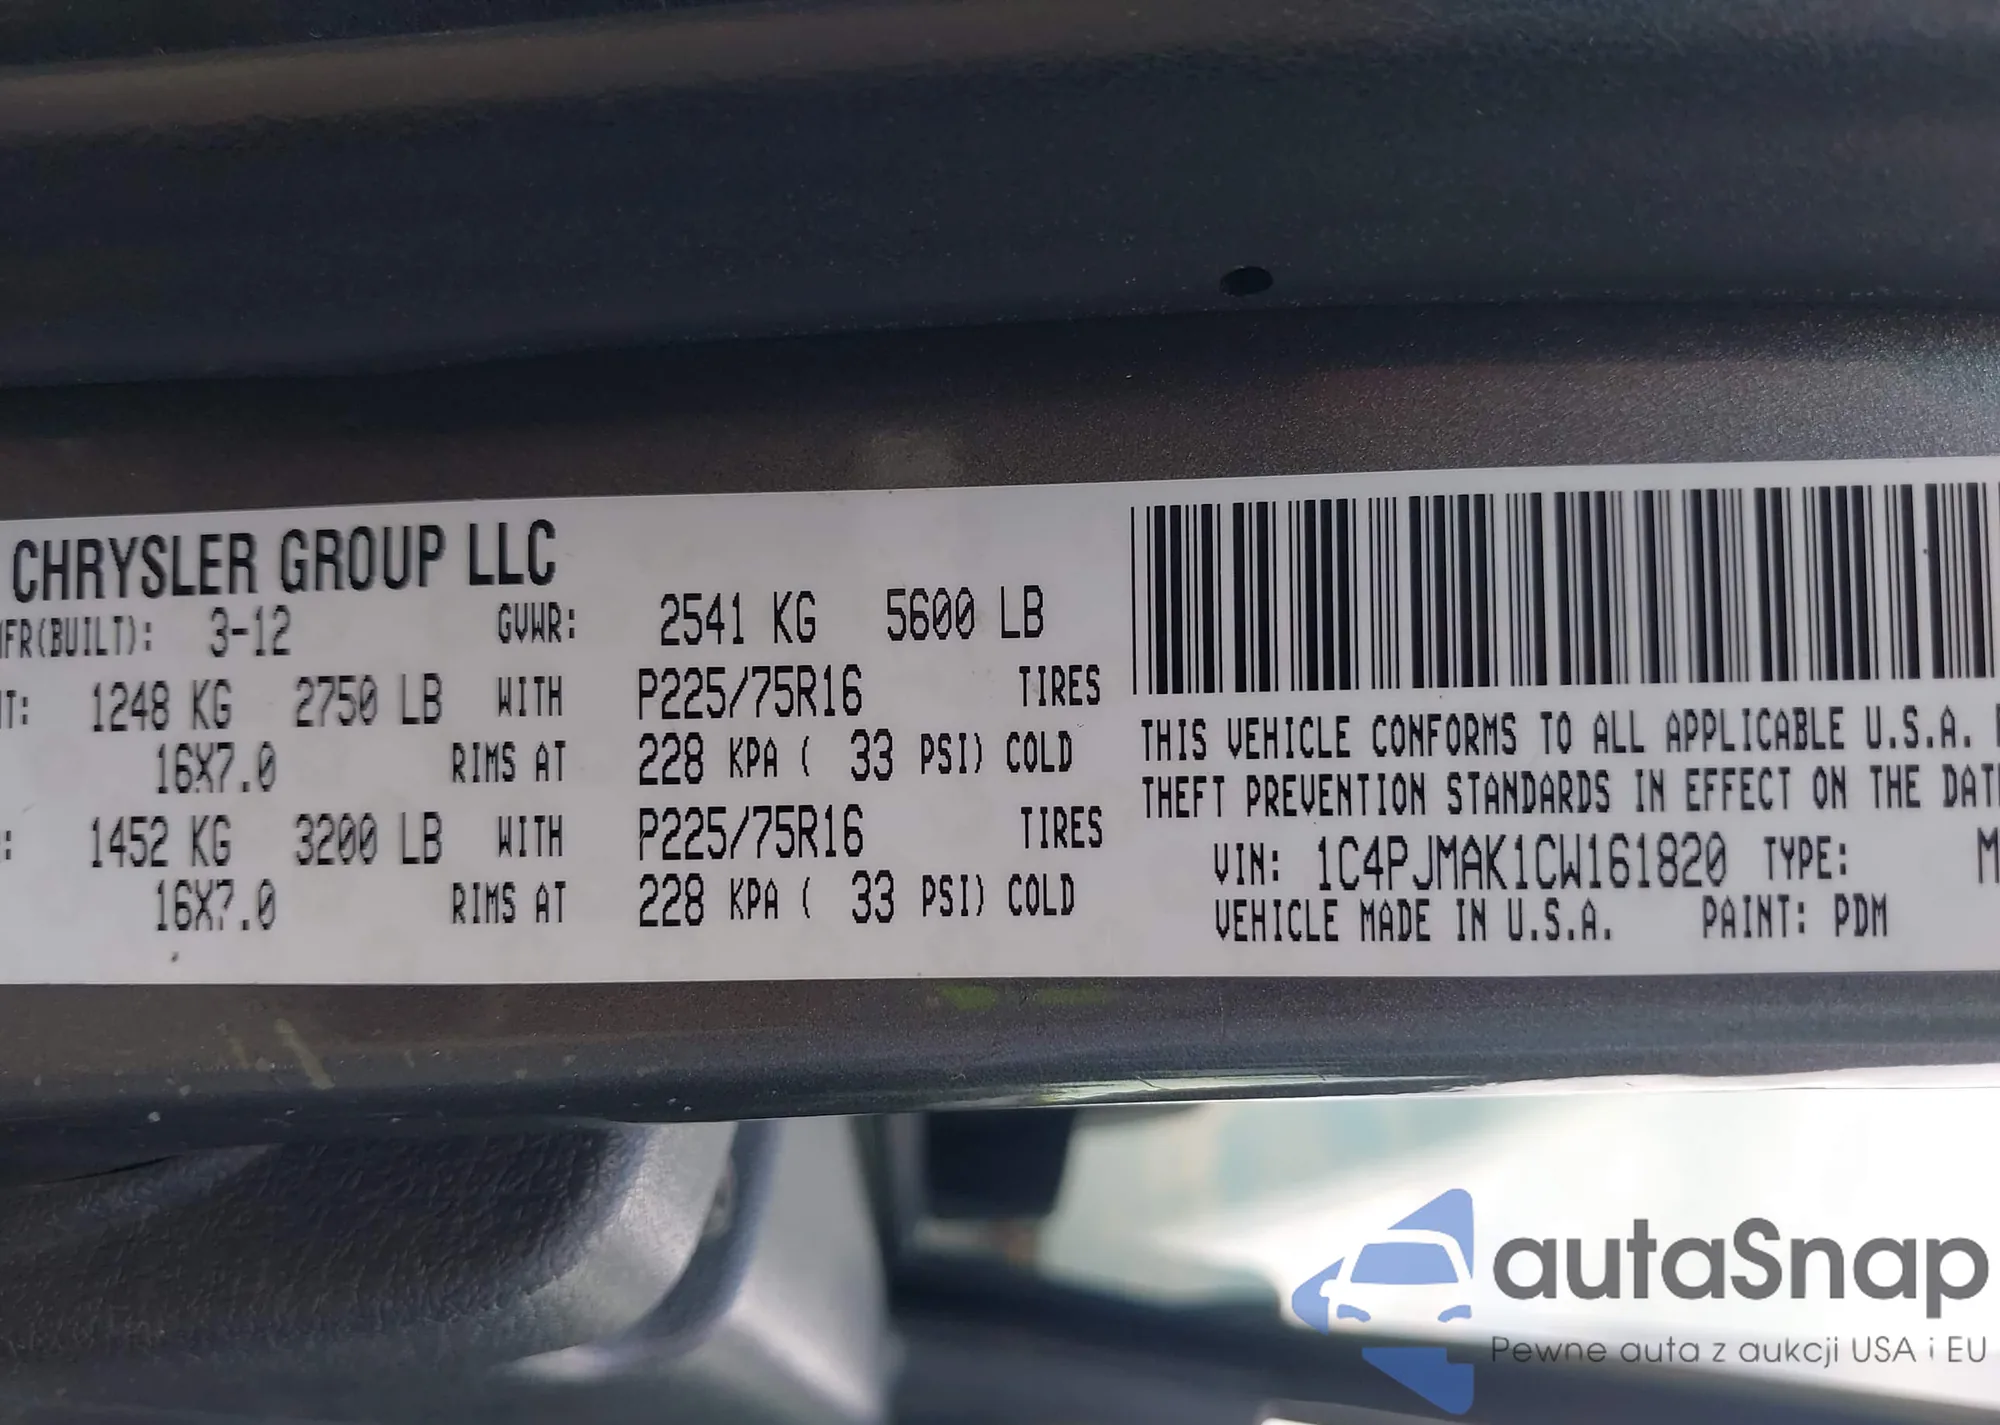 CHRYSLER GROUP LLC
MFR(BUILT): 3-12 GVWR: 2541 KG 5600 LB
NT: 1248 KG 2750 LB WITH P225/75R16 TIRES
16X7.0 RIMS AT 228 KPA ( 33 PSI) COLD
: 1452 KG 3200 LB WITH P225/75R16 TIRES
16X7.0 RIMS AT 228 KPA ( 33 PSI) COLD
THIS VEHICLE CONFORMS TO ALL APPLICABLE U.S.A.
THEFT PREVENTION STANDARDS IN EFFECT ON THE DAT
VIN: 1C4PJMAK1CW161820 TYPE: M
VEHICLE MADE IN U.S.A. PAINT: PDM
autaSnap
Pewne auta z aukcji USA i EU